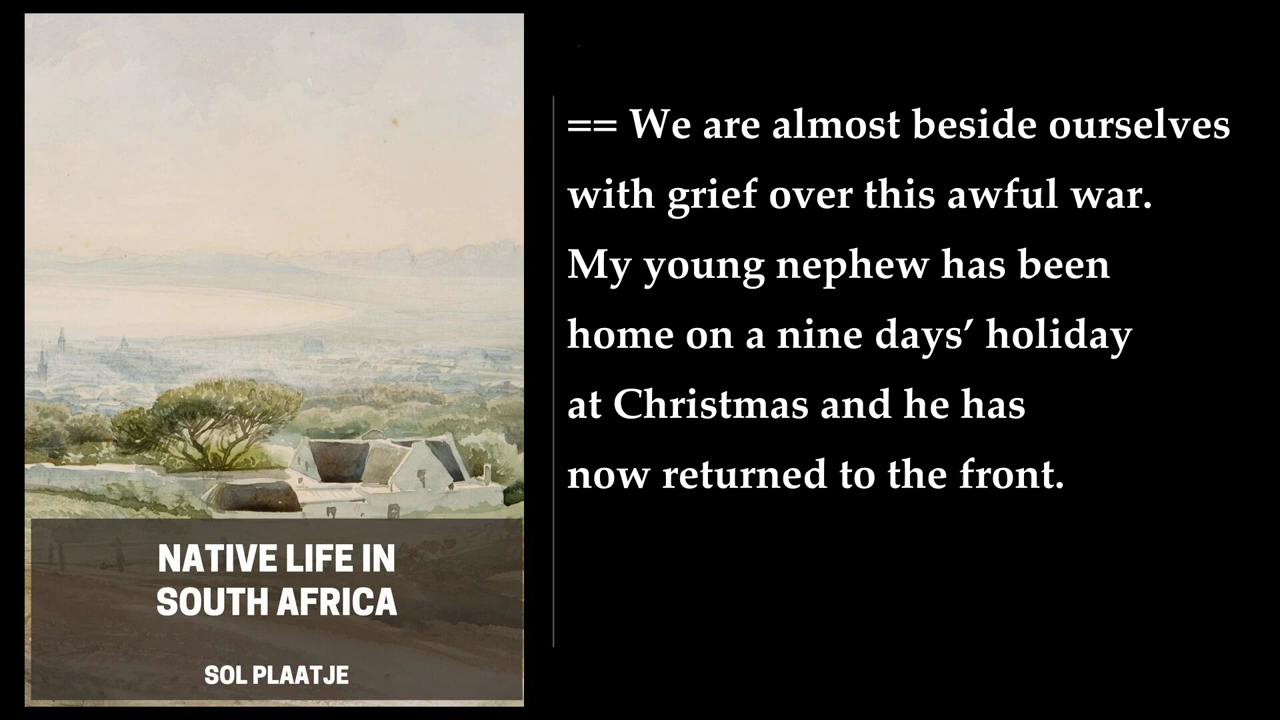 NATIVE LIFE IN
SOUTH AFRICA
SOL PLAATJE
== We are almost beside ourselves
with grief over this awful war.
My young nephew has been
home on a nine days’ holiday
at Christmas and he has
now returned to the front.